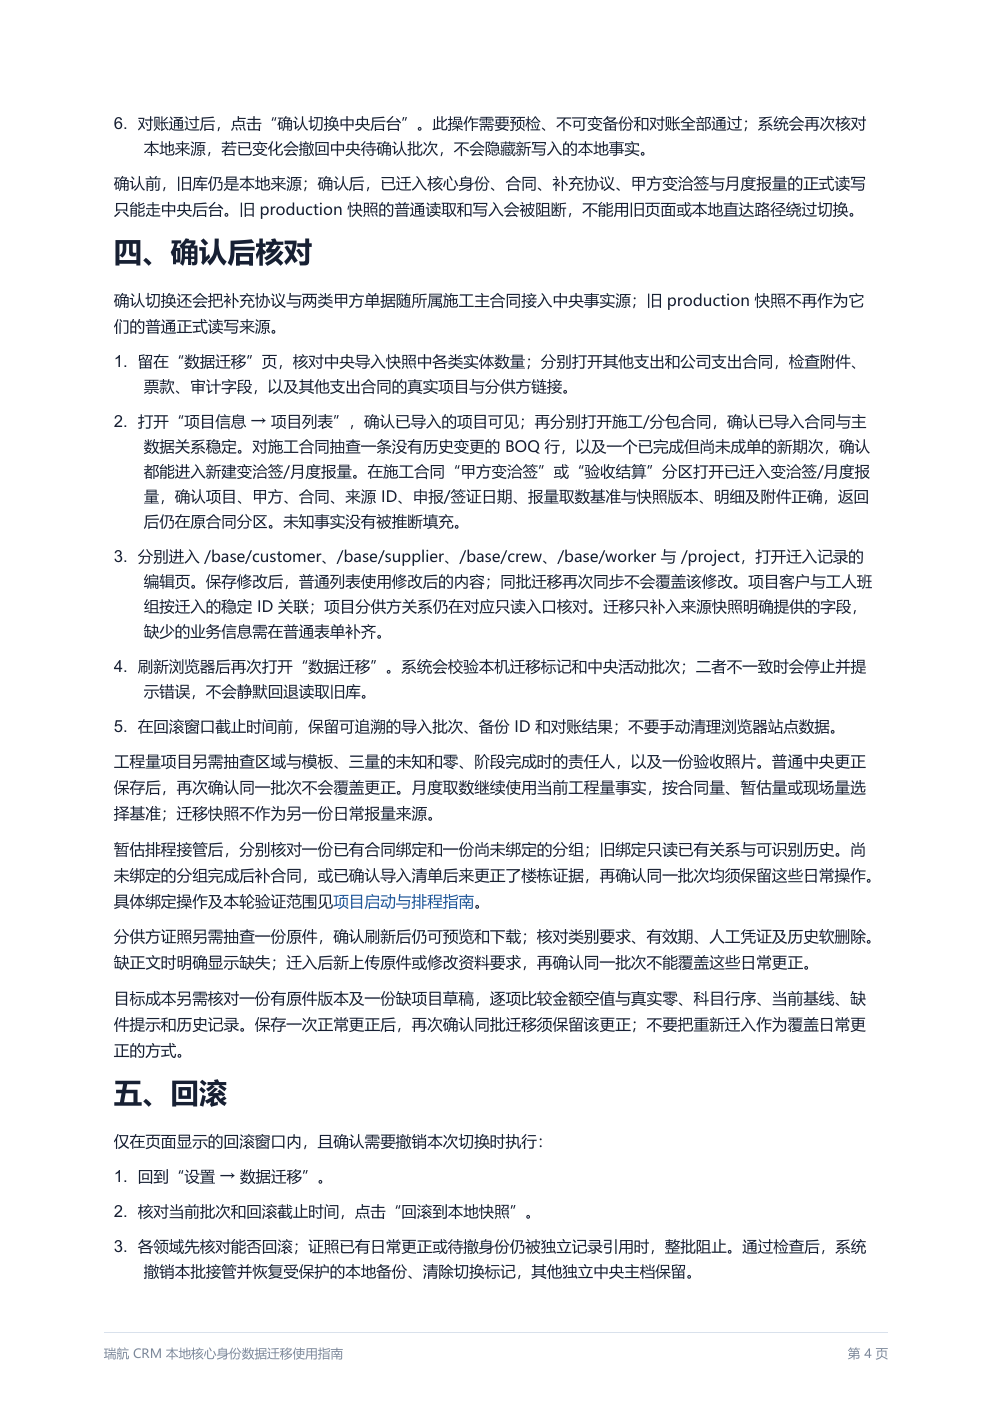 6. 对账通过后，点击“确认切换中央后台”。此操作需要预检、不可变备份和对账全部通过；系统会再次核对
本地来源，若已变化会撤回中央待确认批次，不会隐藏新写入的本地事实。
确认前，旧库仍是本地来源；确认后，已迁入核心身份、合同、补充协议、甲方变洽签与月度报量的正式读写
只能走中央后台。旧 production 快照的普通读取和写入会被阻断，不能用旧页面或本地直达路径绕过切换。
四、确认后核对
确认切换还会把补充协议与两类甲方单据随所属施工主合同接入中央事实源；旧 production 快照不再作为它
们的普通正式读写来源。
1. 留在“数据迁移”页，核对中央导入快照中各类实体数量；分别打开其他支出和公司支出合同，检查附件、
票款、审计字段，以及其他支出合同的真实项目与分供方链接。
2. 打开“项目信息 → 项目列表”，确认已导入的项目可见；再分别打开施工/分包合同，确认已导入合同与主
数据关系稳定。对施工合同抽查一条没有历史变更的 BOQ 行，以及一个已完成但尚未成单的新期次，确认
都能进入新建变洽签/月度报量。在施工合同“甲方变洽签”或“验收结算”分区打开已迁入变洽签/月度报
量，确认项目、甲方、合同、来源 ID、申报/签证日期、报量取数基准与快照版本、明细及附件正确，返回
后仍在原合同分区。未知事实没有被推断填充。
3. 分别进入 /base/customer、/base/supplier、/base/crew、/base/worker 与 /project，打开迁入记录的
编辑页。保存修改后，普通列表使用修改后的内容；同批迁移再次同步不会覆盖该修改。项目客户与工人班
组按迁入的稳定 ID 关联；项目分供方关系仍在对应只读入口核对。迁移只补入来源快照明确提供的字段，
缺少的业务信息需在普通表单补齐。
4. 刷新浏览器后再次打开“数据迁移”。系统会校验本机迁移标记和中央活动批次；二者不一致时会停止并提
示错误，不会静默回退读取旧库。
5. 在回滚窗口截止时间前，保留可追溯的导入批次、备份 ID 和对账结果；不要手动清理浏览器站点数据。
工程量项目另需抽查区域与模板、三量的未知和零、阶段完成时的责任人，以及一份验收照片。普通中央更正
保存后，再次确认同一批次不会覆盖更正。月度取数继续使用当前工程量事实，按合同量、暂估量或现场量选
择基准；迁移快照不作为另一份日常报量来源。
暂估排程接管后，分别核对一份已有合同绑定和一份尚未绑定的分组；旧绑定只读已有关系与可识别历史。尚
未绑定的分组完成后补合同，或已确认导入清单后来更正了楼栋证据，再确认同一批次均须保留这些日常操作。
具体绑定操作及本轮验证范围见项目启动与排程指南。
分供方证照另需抽查一份原件，确认刷新后仍可预览和下载；核对类别要求、有效期、人工凭证及历史软删除。
缺正文时明确显示缺失；迁入后新上传原件或修改资料要求，再确认同一批次不能覆盖这些日常更正。
目标成本另需核对一份有原件版本及一份缺项目草稿，逐项比较金额空值与真实零、科目行序、当前基线、缺
件提示和历史记录。保存一次正常更正后，再次确认同批迁移须保留该更正；不要把重新迁入作为覆盖日常更
正的方式。
五、回滚
仅在页面显示的回滚窗口内，且确认需要撤销本次切换时执行：
1. 回到“设置 → 数据迁移”。
2. 核对当前批次和回滚截止时间，点击“回滚到本地快照”。
3. 各领域先核对能否回滚；证照已有日常更正或待撤身份仍被独立记录引用时，整批阻止。通过检查后，系统
撤销本批接管并恢复受保护的本地备份、清除切换标记，其他独立中央主档保留。
瑞航 CRM 本地核心身份数据迁移使用指南
第 4 页